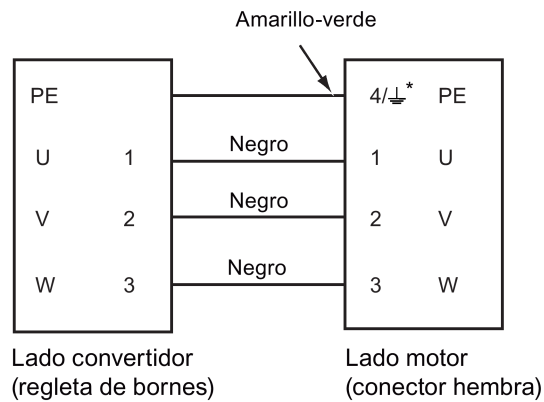 Amarillo-verde
PE 4/⏚* PE
Negro
U 1 1 U
Negro
V 2 2 V
Negro
W 3 3 W
Lado convertidor
(regleta de bornes)
Lado motor
(conector hembra)